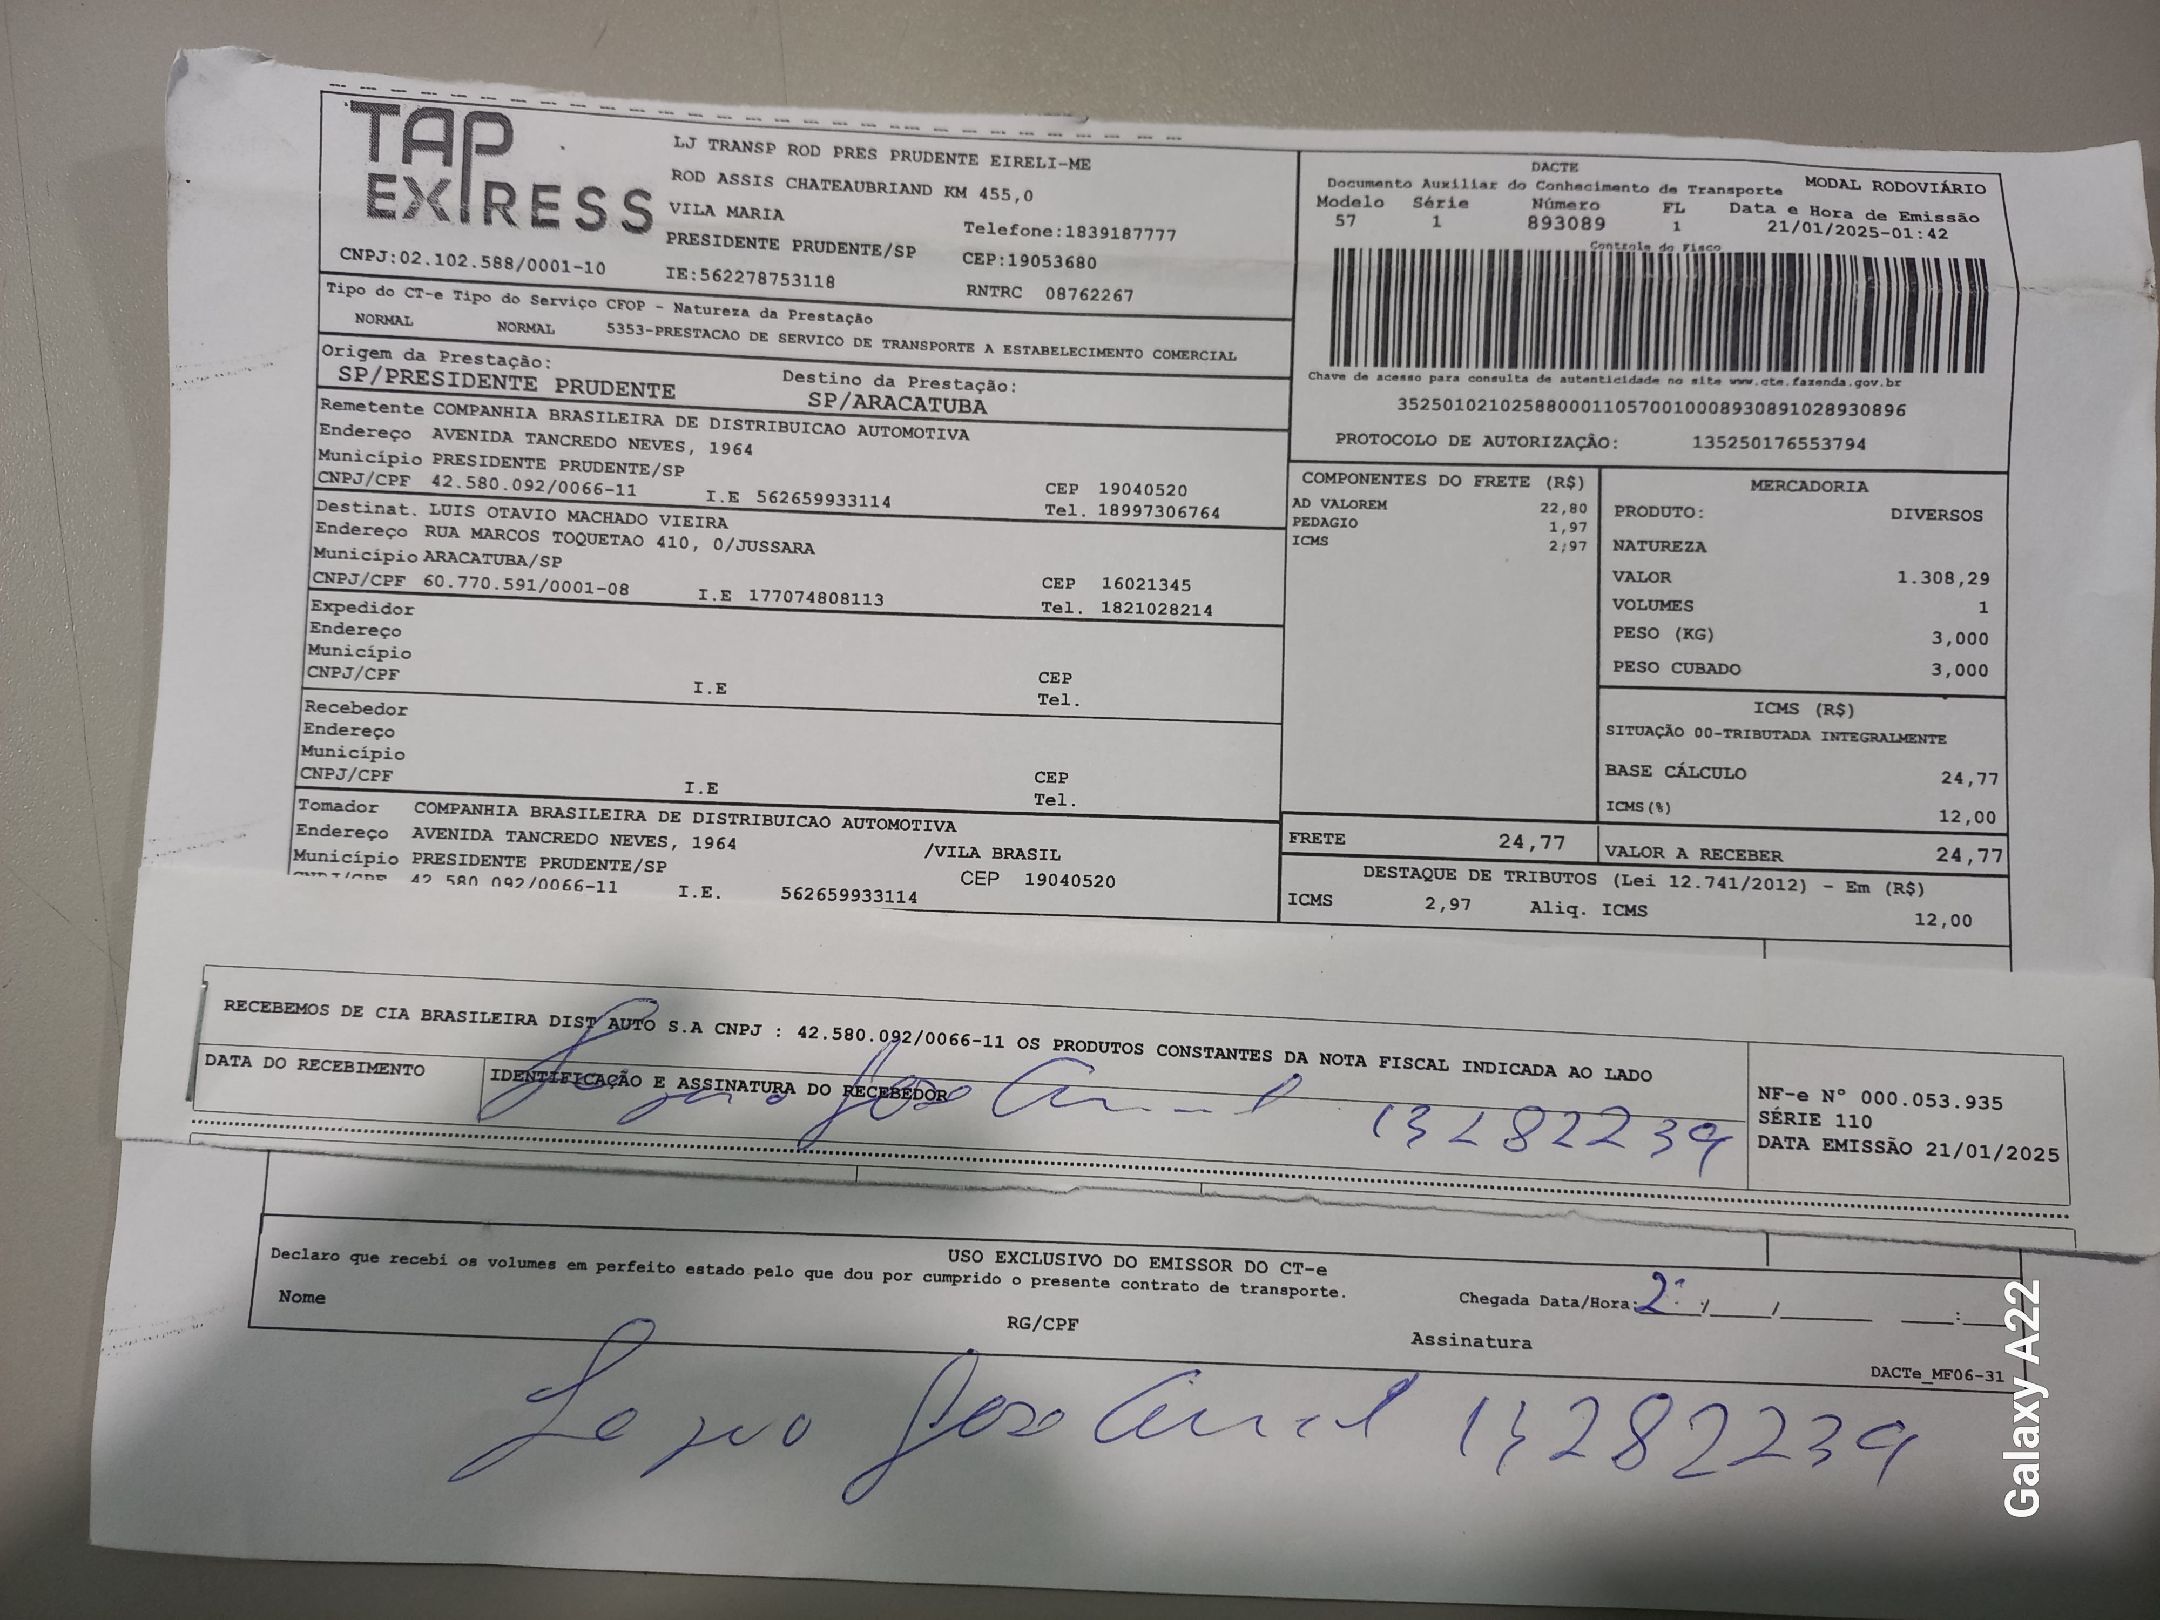 TAP
EXPRESS
CNPJ:02.102.588/0001-10
LJ TRANSP ROD PRES PRUDENTE EIRELI-ME
ROD ASSIS CHATEAUBRIAND KM 455,0
VILA MARIA
Telefone:1839187777
PRESIDENTE PRUDENTE/SP CEP:19053680
IE:562278753118 RNTRC 08762267
DACTE
Documento Auxiliar do Conhecimento de Transporte MODAL RODOVIÁRIO
Modelo Série Número FL Data e Hora de Emissão
57 1 893089 1 21/01/2025-01:42
Controle do Fisco
Chave de acesso para consulta de autenticidade no site www.cte.fazenda.gov.br
35250102102588000110570010008930891028930896
PROTOCOLO DE AUTORIZAÇÃO: 135250176553794
Tipo do CT-e Tipo do Serviço CFOP - Natureza da Prestação
NORMAL NORMAL 5353-PRESTACAO DE SERVICO DE TRANSPORTE A ESTABELECIMENTO COMERCIAL
Origem da Prestação: Destino da Prestação:
SP/PRESIDENTE PRUDENTE SP/ARACATUBA
Remetente COMPANHIA BRASILEIRA DE DISTRIBUICAO AUTOMOTIVA
Endereço AVENIDA TANCREDO NEVES, 1964
Município PRESIDENTE PRUDENTE/SP CEP 19040520
CNPJ/CPF 42.580.092/0066-11 I.E 562659933114 Tel. 18997306764
Destinat. LUIS OTAVIO MACHADO VIEIRA
Endereço RUA MARCOS TOQUETAO 410, 0/JUSSARA
Município ARACATUBA/SP CEP 16021345
CNPJ/CPF 60.770.591/0001-08 I.E 177074808113 Tel. 1821028214
Expedidor
Endereço
Município CEP
CNPJ/CPF I.E Tel.
Recebedor
Endereço
Município CEP
CNPJ/CPF I.E Tel.
Tomador COMPANHIA BRASILEIRA DE DISTRIBUICAO AUTOMOTIVA
Endereço AVENIDA TANCREDO NEVES, 1964 /VILA BRASIL
Município PRESIDENTE PRUDENTE/SP CEP 19040520
CNPJ/CPF 42.580.092/0066-11 I.E. 562659933114
COMPONENTES DO FRETE (R$)
AD VALOREM 22,80
PEDAGIO 1,97
ICMS 2,97
FRETE 24,77
MERCADORIA
PRODUTO: DIVERSOS
NATUREZA
VALOR 1.308,29
VOLUMES 1
PESO (KG) 3,000
PESO CUBADO 3,000
ICMS (R$)
SITUAÇÃO 00-TRIBUTADA INTEGRALMENTE
BASE CÁLCULO 24,77
ICMS(%) 12,00
VALOR A RECEBER 24,77
DESTAQUE DE TRIBUTOS (Lei 12.741/2012) - Em (R$)
ICMS 2,97 Aliq. ICMS 12,00
RECEBEMOS DE CIA BRASILEIRA DIST AUTO S.A CNPJ : 42.580.092/0066-11 OS PRODUTOS CONSTANTES DA NOTA FISCAL INDICADA AO LADO
DATA DO RECEBIMENTO IDENTIFICAÇÃO E ASSINATURA DO RECEBEDOR
13282239
NF-e N° 000.053.935
SÉRIE 110
DATA EMISSÃO 21/01/2025
USO EXCLUSIVO DO EMISSOR DO CT-e
Declaro que recebi os volumes em perfeito estado pelo que dou por cumprido o presente contrato de transporte.
Nome RG/CPF Assinatura
Chegada Data/Hora: / / :
DACTe_MF06-31
13282239
Galaxy A22